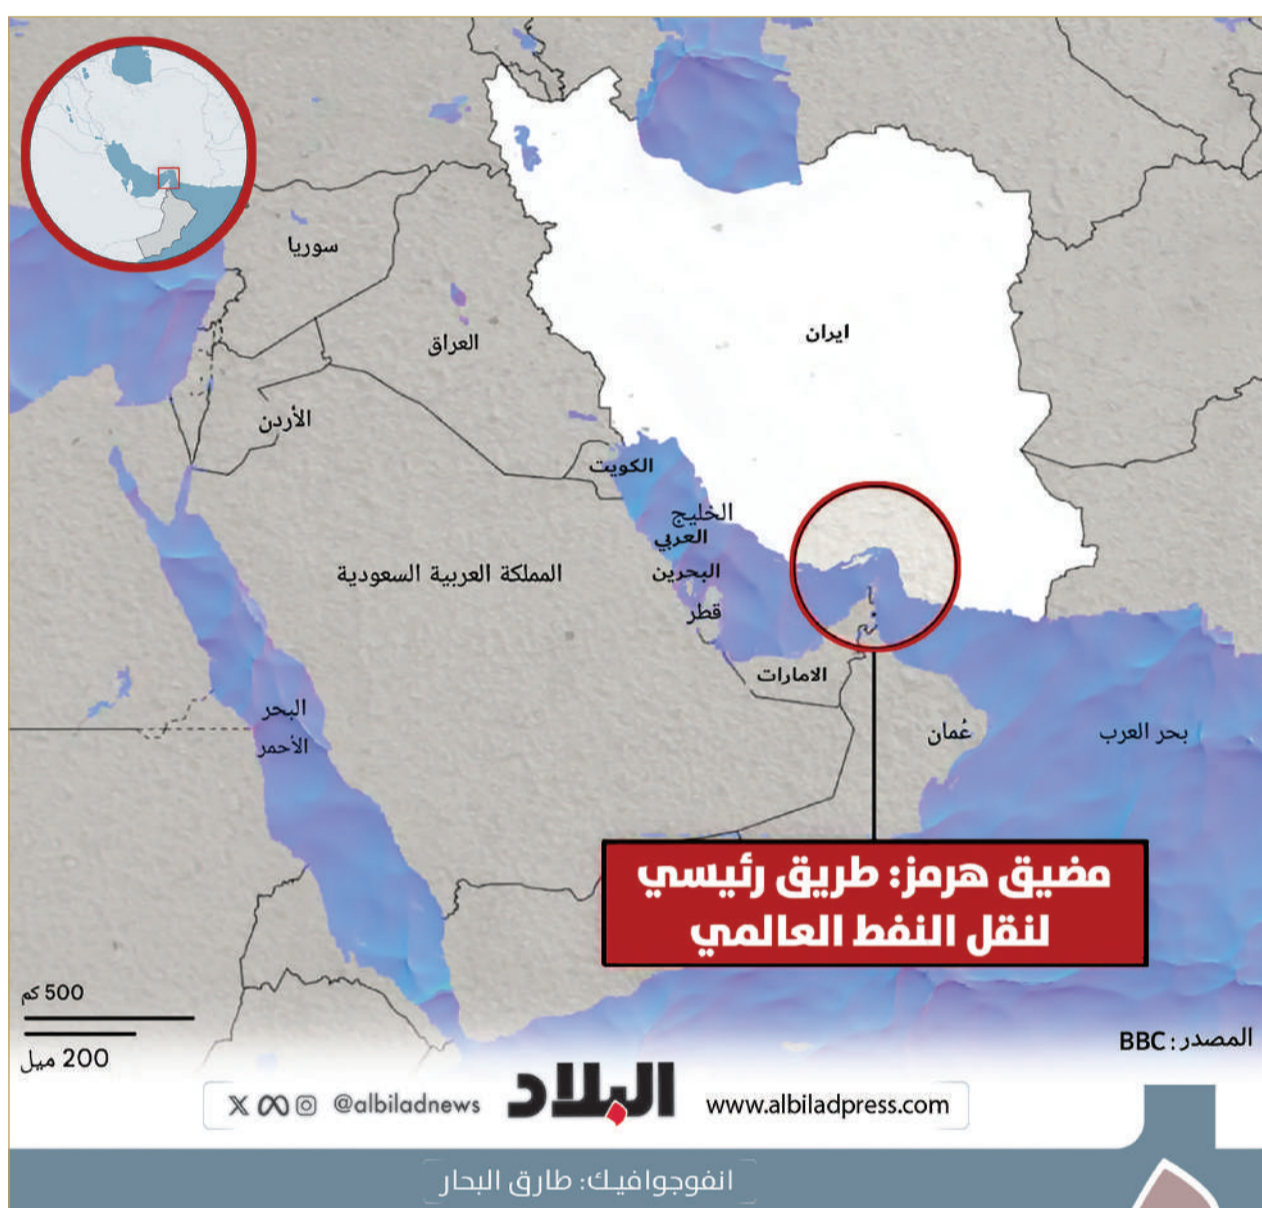 سوريا
ايران
العراق
الأردن
الكويت
الخليج
العربي
البحرين
المملكة العربية السعودية
قطر
الامارات
البحر
الأحمر
عُمان
بحر العرب
مضيق هرمز: طريق رئيسي
لنقل النفط العالمي
500 كم
200 ميل
المصدر: BBC
@albiladnews
البلاد
www.albiladpress.com
انفوجوافيك: طارق البحار